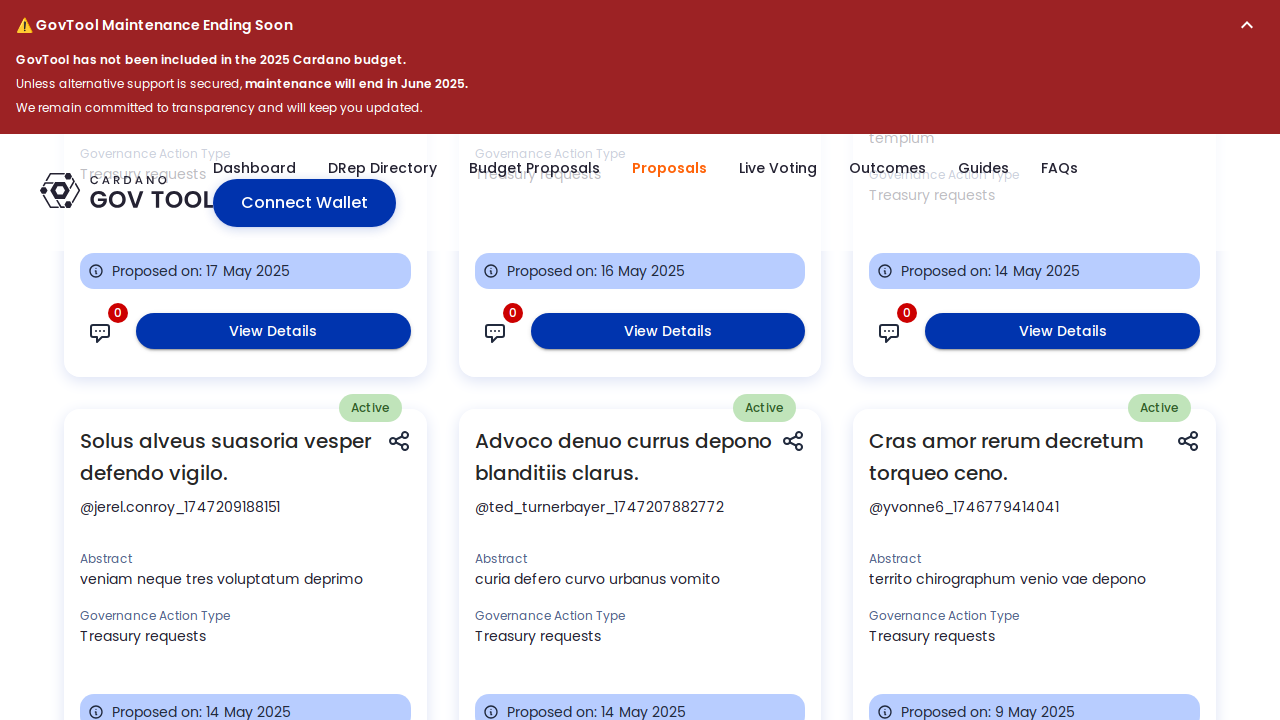 ⚠️ GovTool Maintenance Ending Soon
GovTool has not been included in the 2025 Cardano budget.
Unless alternative support is secured, maintenance will end in June 2025.
We remain committed to transparency and will keep you updated.
CARDANO
GOV TOOL
Dashboard
DRep Directory
Budget Proposals
Proposals
Live Voting
Outcomes
Guides
FAQs
Connect Wallet
Governance Action Type
Treasury requests
Proposed on: 17 May 2025
0
View Details
Governance Action Type
Treasury requests
Proposed on: 16 May 2025
0
View Details
templum
Governance Action Type
Treasury requests
Proposed on: 14 May 2025
0
View Details
Active
Solus alveus suasoria vesper
defendo vigilo.
@jerel.conroy_1747209188151
Abstract
veniam neque tres voluptatum deprimo
Governance Action Type
Treasury requests
Proposed on: 14 May 2025
Active
Advoco denuo currus depono
blanditiis clarus.
@ted_turnerbayer_1747207882772
Abstract
curia defero curvo urbanus vomito
Governance Action Type
Treasury requests
Proposed on: 14 May 2025
Active
Cras amor rerum decretum
torqueo ceno.
@yvonne6_1746779414041
Abstract
territo chirographum venio vae depono
Governance Action Type
Treasury requests
Proposed on: 9 May 2025